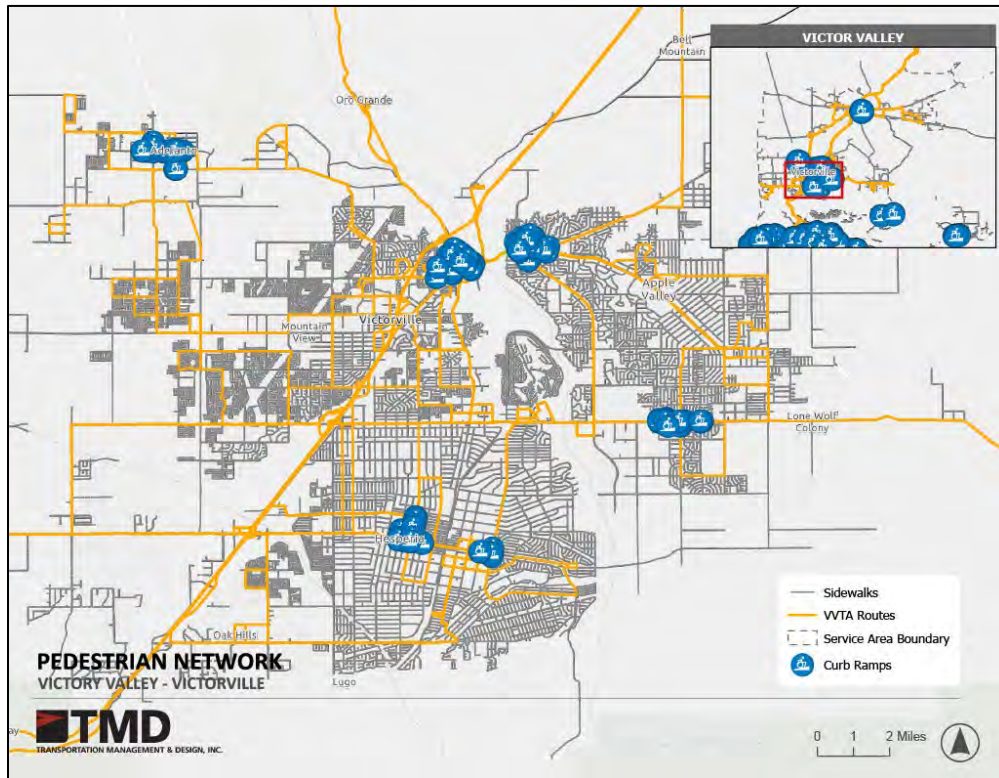 VICTOR VALLEY
Victorville
Bell
Mountain
Oro Grande
Adelanto
Apple
Valley
Victorville
Mountain
View
Lone Wolf
Colony
Hesperia
Oak Hills
Lugo
Sidewalks
VVTA Routes
Service Area Boundary
Curb Ramps
PEDESTRIAN NETWORK
VICTORY VALLEY - VICTORVILLE
TMD
TRANSPORTATION MANAGEMENT & DESIGN, INC.
ay
0 1 2 Miles